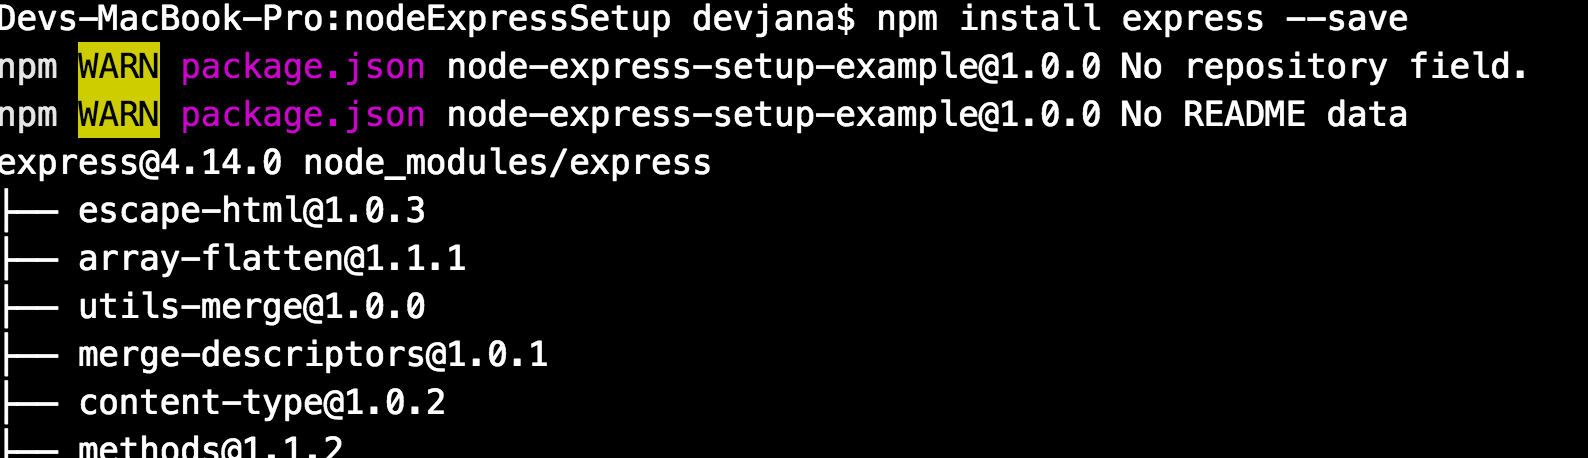 Devs-MacBook-Pro:nodeExpressSetup devjana$ npm install express --save
npm WARN package.json node-express-setup-example@1.0.0 No repository field.
npm WARN package.json node-express-setup-example@1.0.0 No README data
express@4.14.0 node_modules/express
├── escape-html@1.0.3
├── array-flatten@1.1.1
├── utils-merge@1.0.0
├── merge-descriptors@1.0.1
├── content-type@1.0.2
├── methods@1.1.2